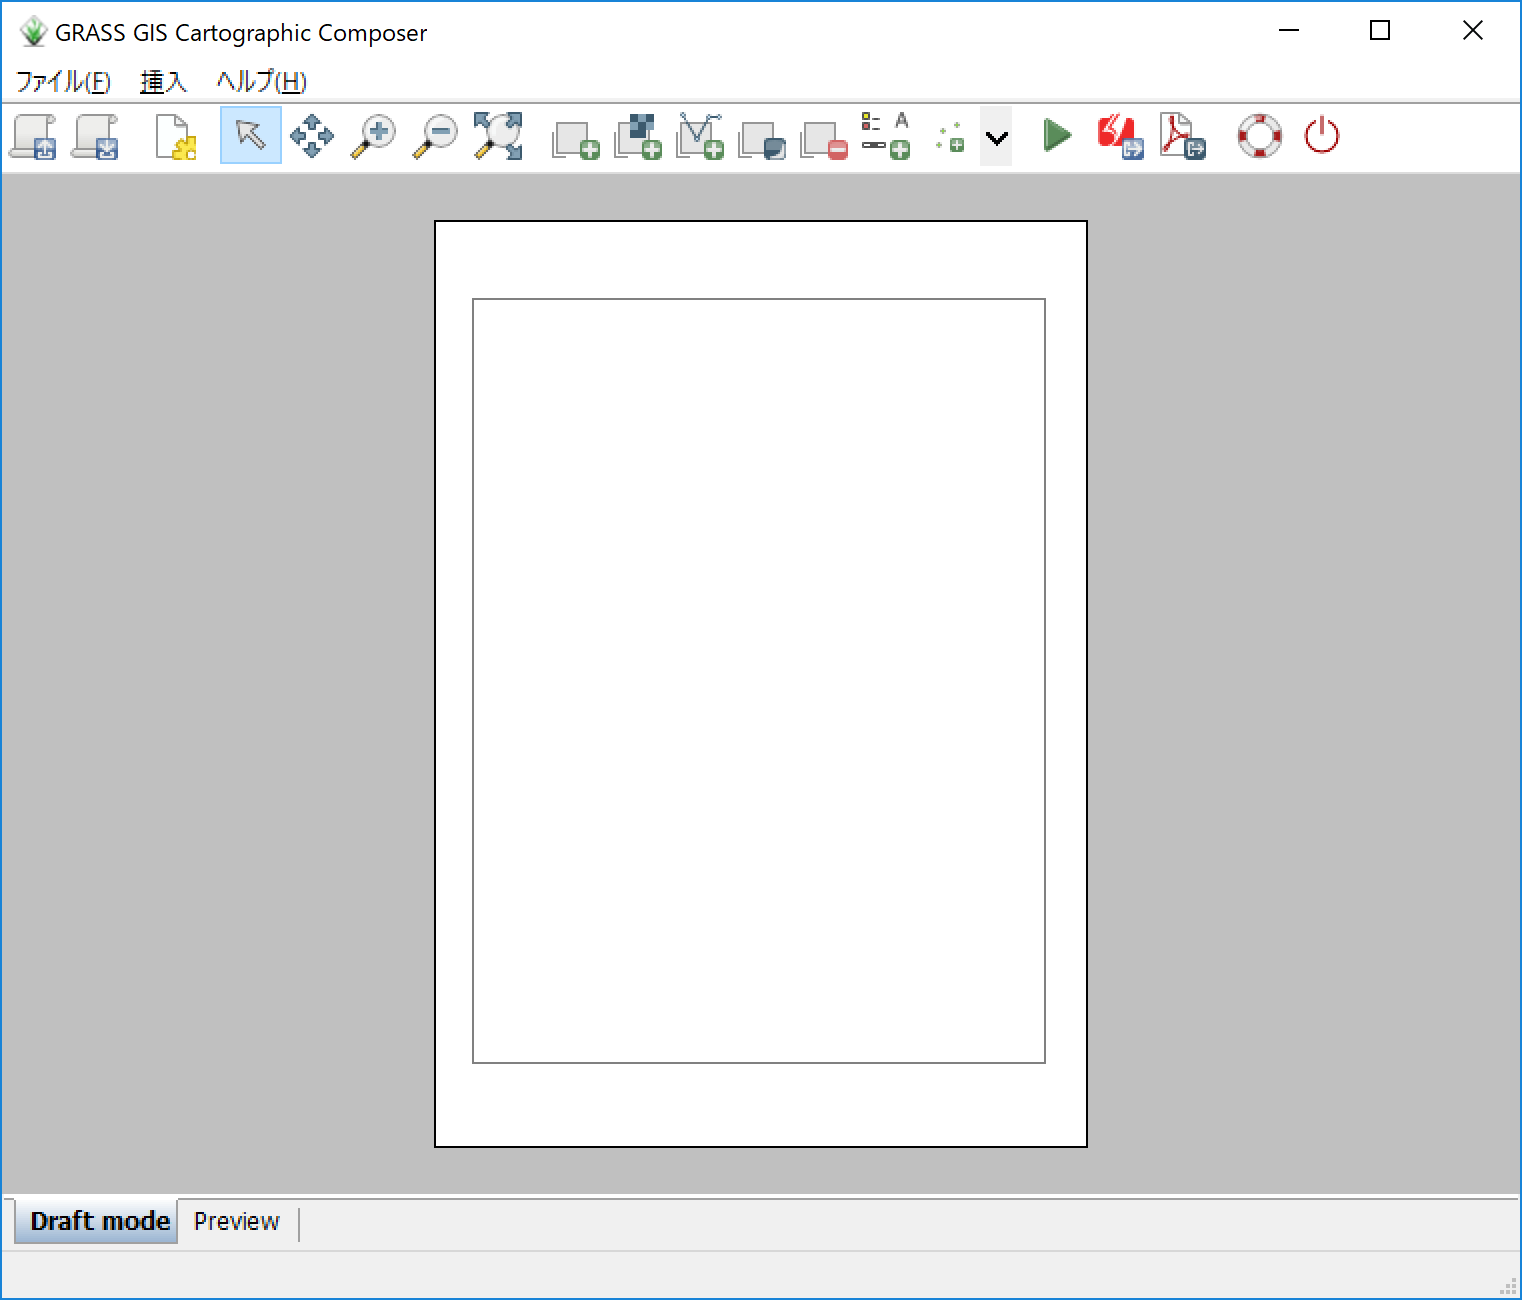 GRASS GIS Cartographic Composer
ファイル(F) 挿入 ヘルプ(H)
A
Draft mode Preview